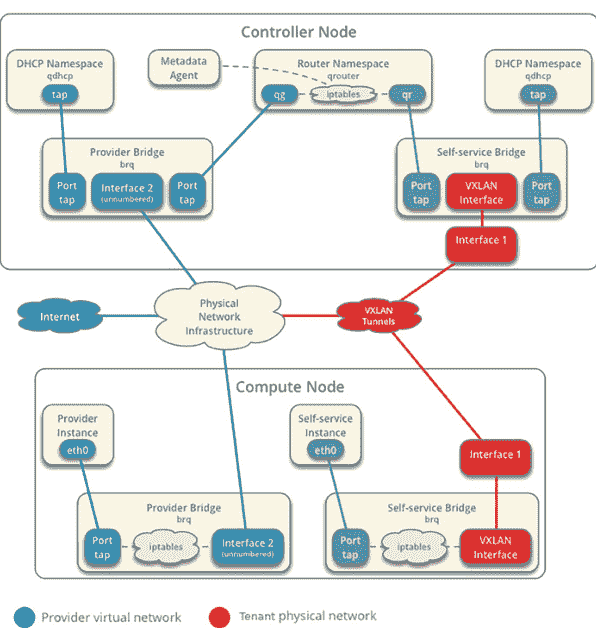 Controller Node
DHCP Namespace
qdhcp
tap
Metadata
Agent
Router Namespace
qrouter
qg
iptables
qr
DHCP Namespace
qdhcp
tap
Provider Bridge
brq
Port
tap
Interface 2
(unnumbered)
Port
tap
Self-service Bridge
brq
Port
tap
VXLAN
Interface
Port
tap
Interface 1
Internet
Physical
Network
Infrastructure
VXLAN
Tunnels
Compute Node
Provider
Instance
eth0
Self-service
Instance
eth0
Interface 1
Provider Bridge
brq
Port
tap
iptables
Interface 2
(unnumbered)
Self-service Bridge
brq
Port
tap
iptables
VXLAN
Interface
Provider virtual network
Tenant physical network